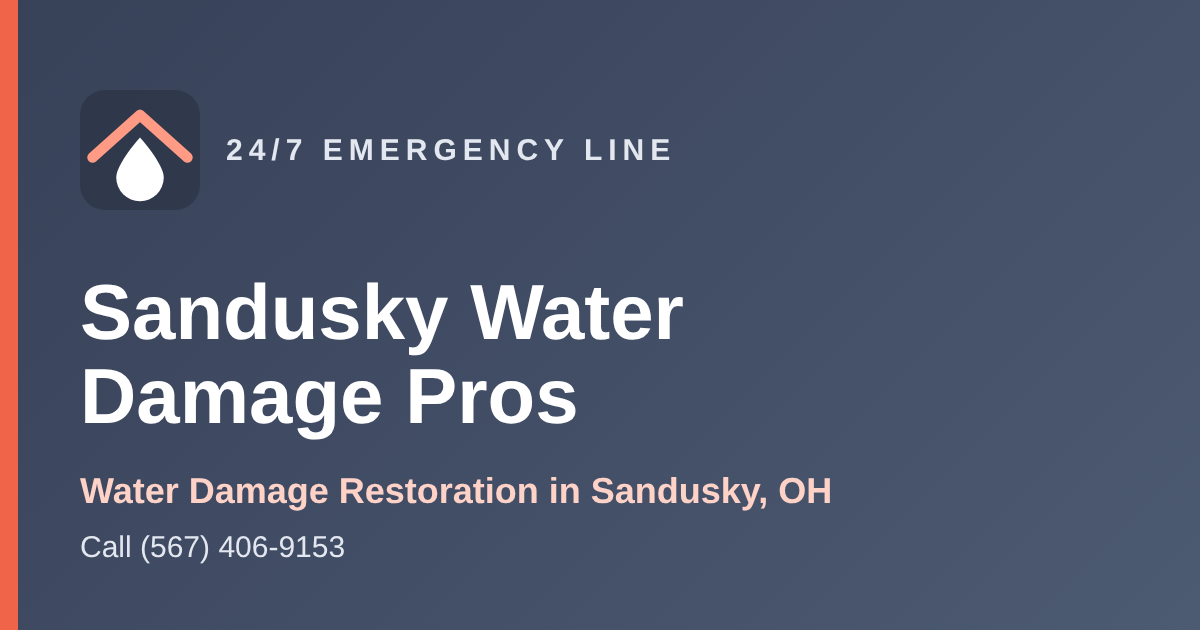 24/7 EMERGENCY LINE
Sandusky Water
Damage Pros
Water Damage Restoration in Sandusky, OH
Call (567) 406-9153